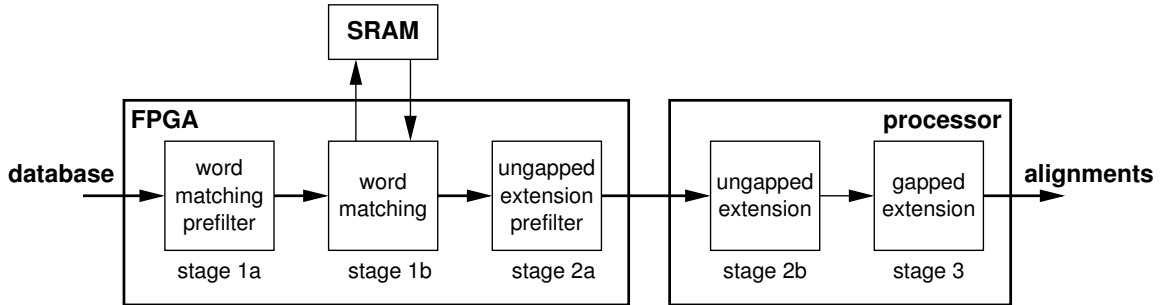 SRAM
FPGA
processor
database
word
matching
prefilter
word
matching
ungapped
extension
prefilter
ungapped
extension
gapped
extension
alignments
stage 1a
stage 1b
stage 2a
stage 2b
stage 3